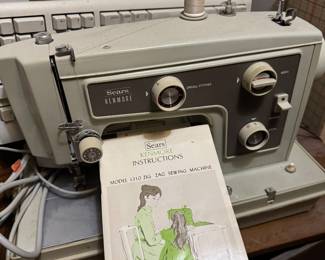 Sears
KENMORE
Sears
KENMORE
INSTRUCTIONS
MODEL 1310 ZIG ZAG SEWING MACHINE